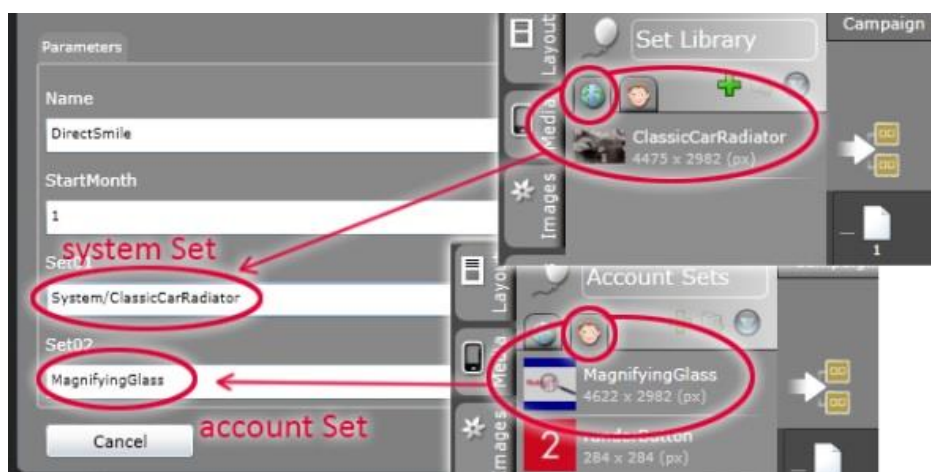 Parameters
Name
DirectSmile
StartMonth
1
system Set
Set01
System/ClassicCarRadiator
Set02
MagnifyingGlass
account Set
Cancel
Layout
Media
Images
Set Library
Campaign
ClassicCarRadiator
4475 x 2982 (px)
1
Layou
Media
Images
Account Sets
MagnifyingGlass
4622 x 2982 (px)
2
284 x 284 (px)